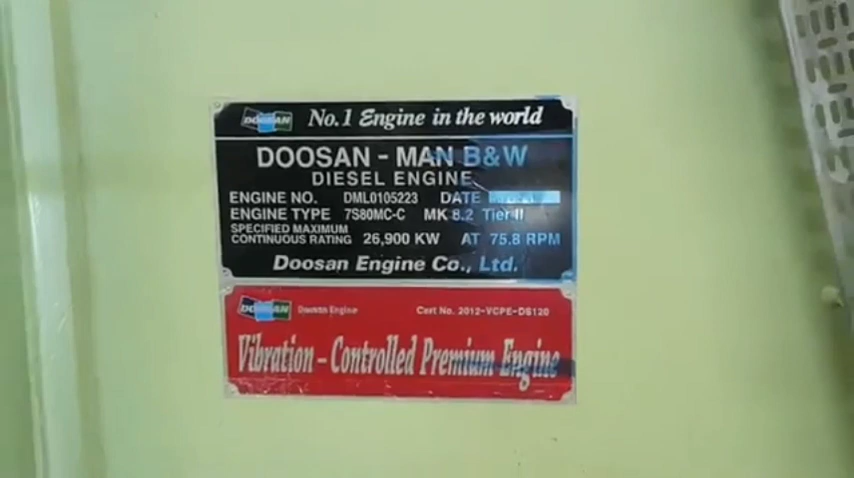 DOOSAN No.1 Engine in the world
DOOSAN - MAN B&W
DIESEL ENGINE
ENGINE NO. DML0105223 DATE
ENGINE TYPE 7S80MC-C MK 8.2 Tier II
SPECIFIED MAXIMUM
CONTINUOUS RATING 26,900 KW AT 75.8 RPM
Doosan Engine Co., Ltd.
DOOSAN Doosan Engine Cert No. 2012-VCPE-DS120
Vibration - Controlled Premium Engine